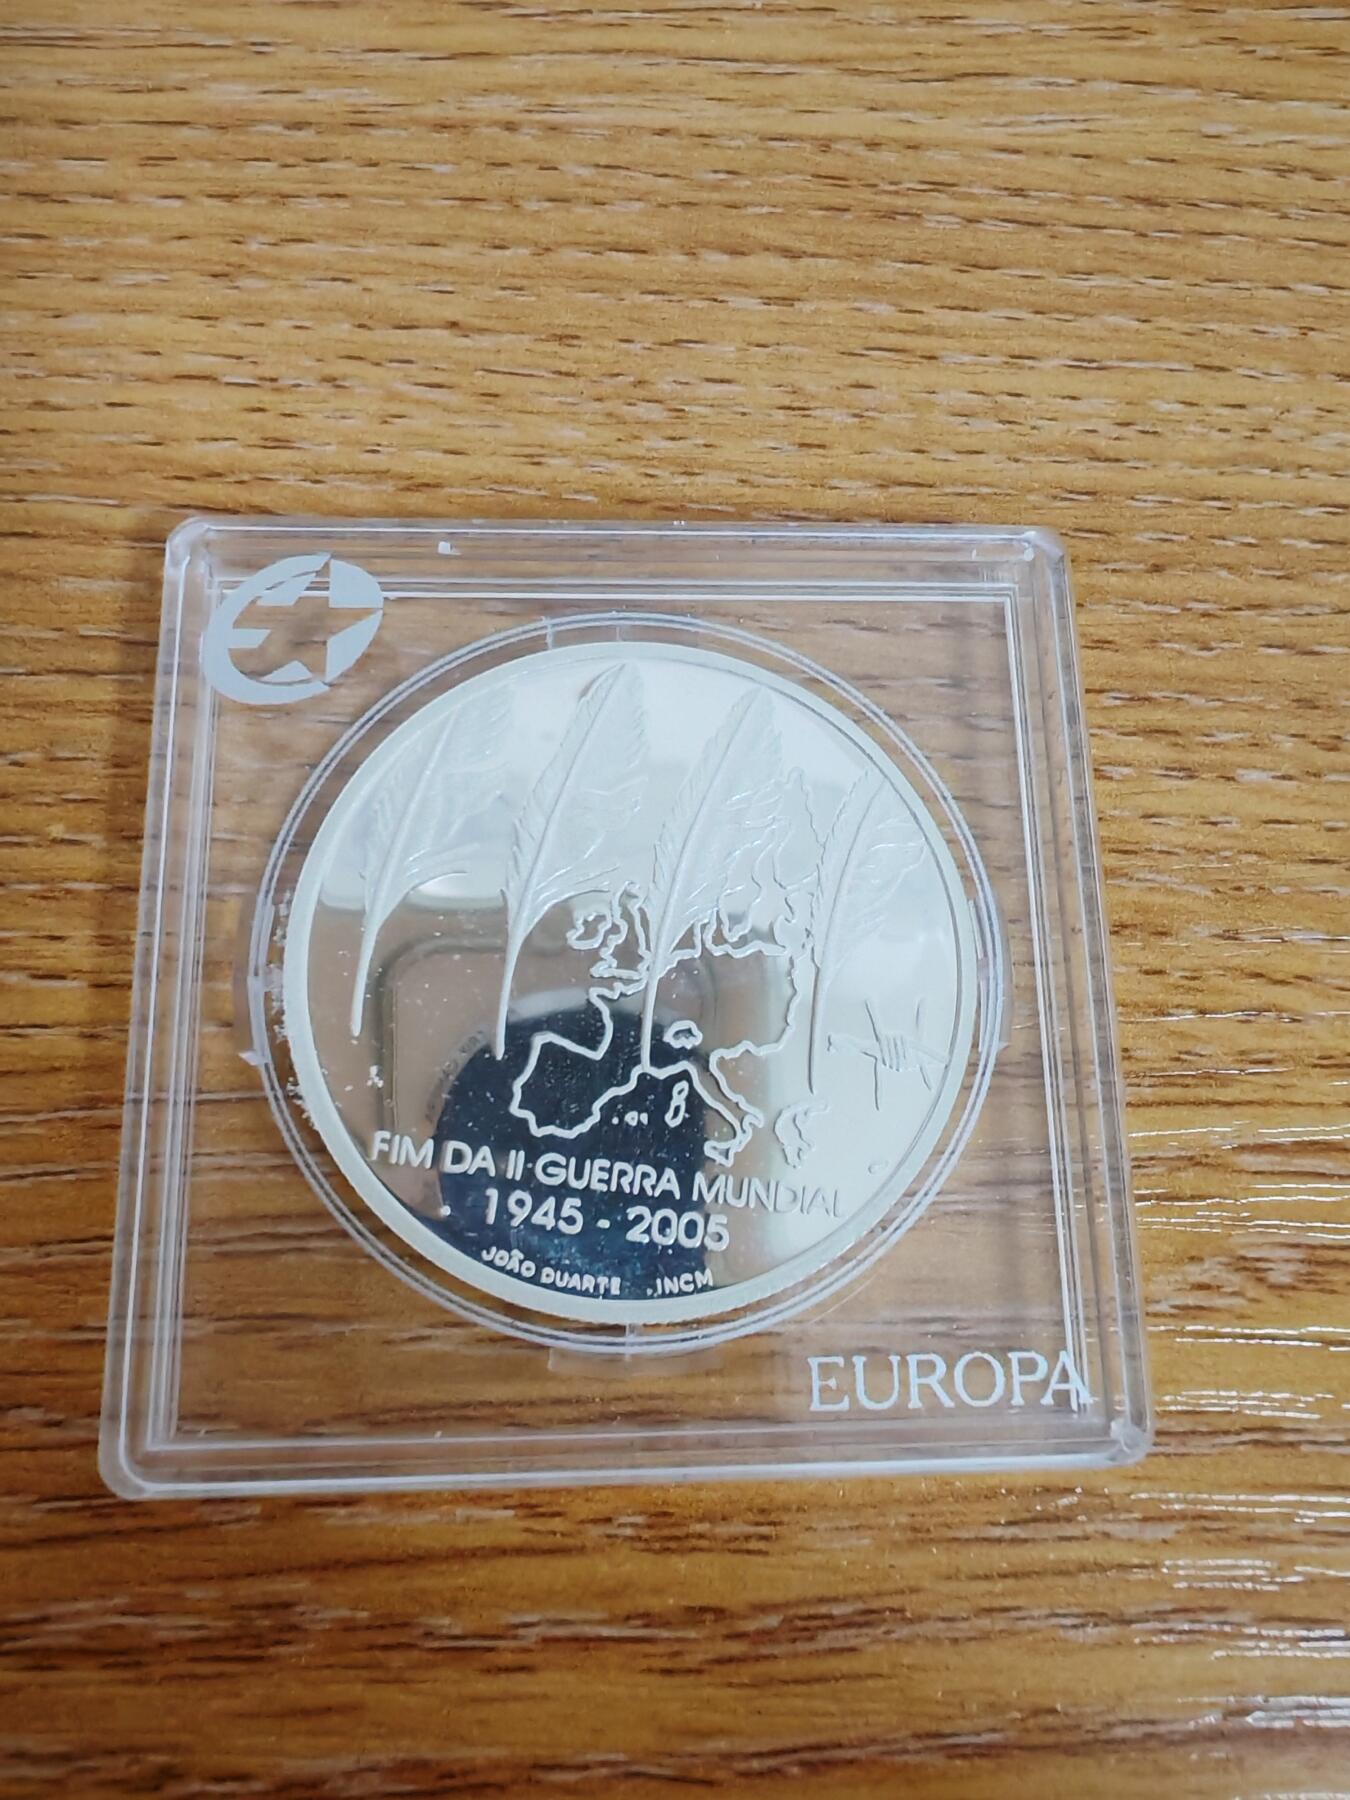 FIM DA II GUERRA MUNDIAL
1945 - 2005
JOÃO DUARTE INCM
EUROPA